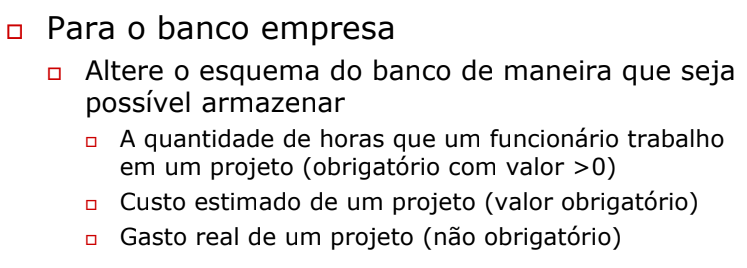 Para o banco empresa
Altere o esquema do banco de maneira que seja
possível armazenar
A quantidade de horas que um funcionário trabalho
em um projeto (obrigatório com valor >0)
Custo estimado de um projeto (valor obrigatório)
Gasto real de um projeto (não obrigatório)